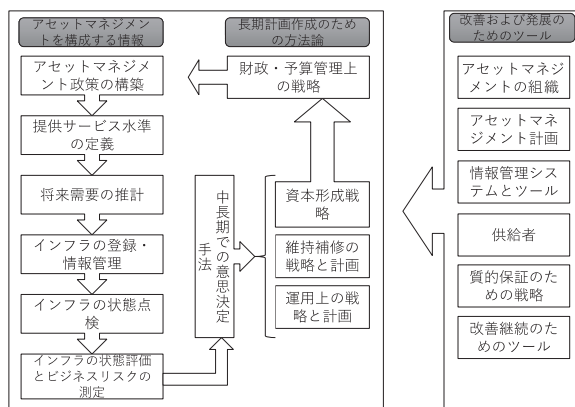 アセットマネジメン
トを構成する情報
アセットマネジメ
ント政策の構築
提供サービス水準
の定義
将来需要の推計
インフラの登録・
情報管理
インフラの状態点
検
インフラの状態評価
とビジネスリスクの
測定
長期計画作成のため
の方法論
財政・予算管理上
の戦略
中長期での意思決定
手法
資本形成戦
略
維持補修の
戦略と計画
運用上の戦
略と計画
改善および発展の
ためのツール
アセットマネジ
メントの組織
アセットマネ
ジメント計画
情報管理シス
テムとツール
供給者
質的保証のた
めの戦略
改善継続のた
めのツール